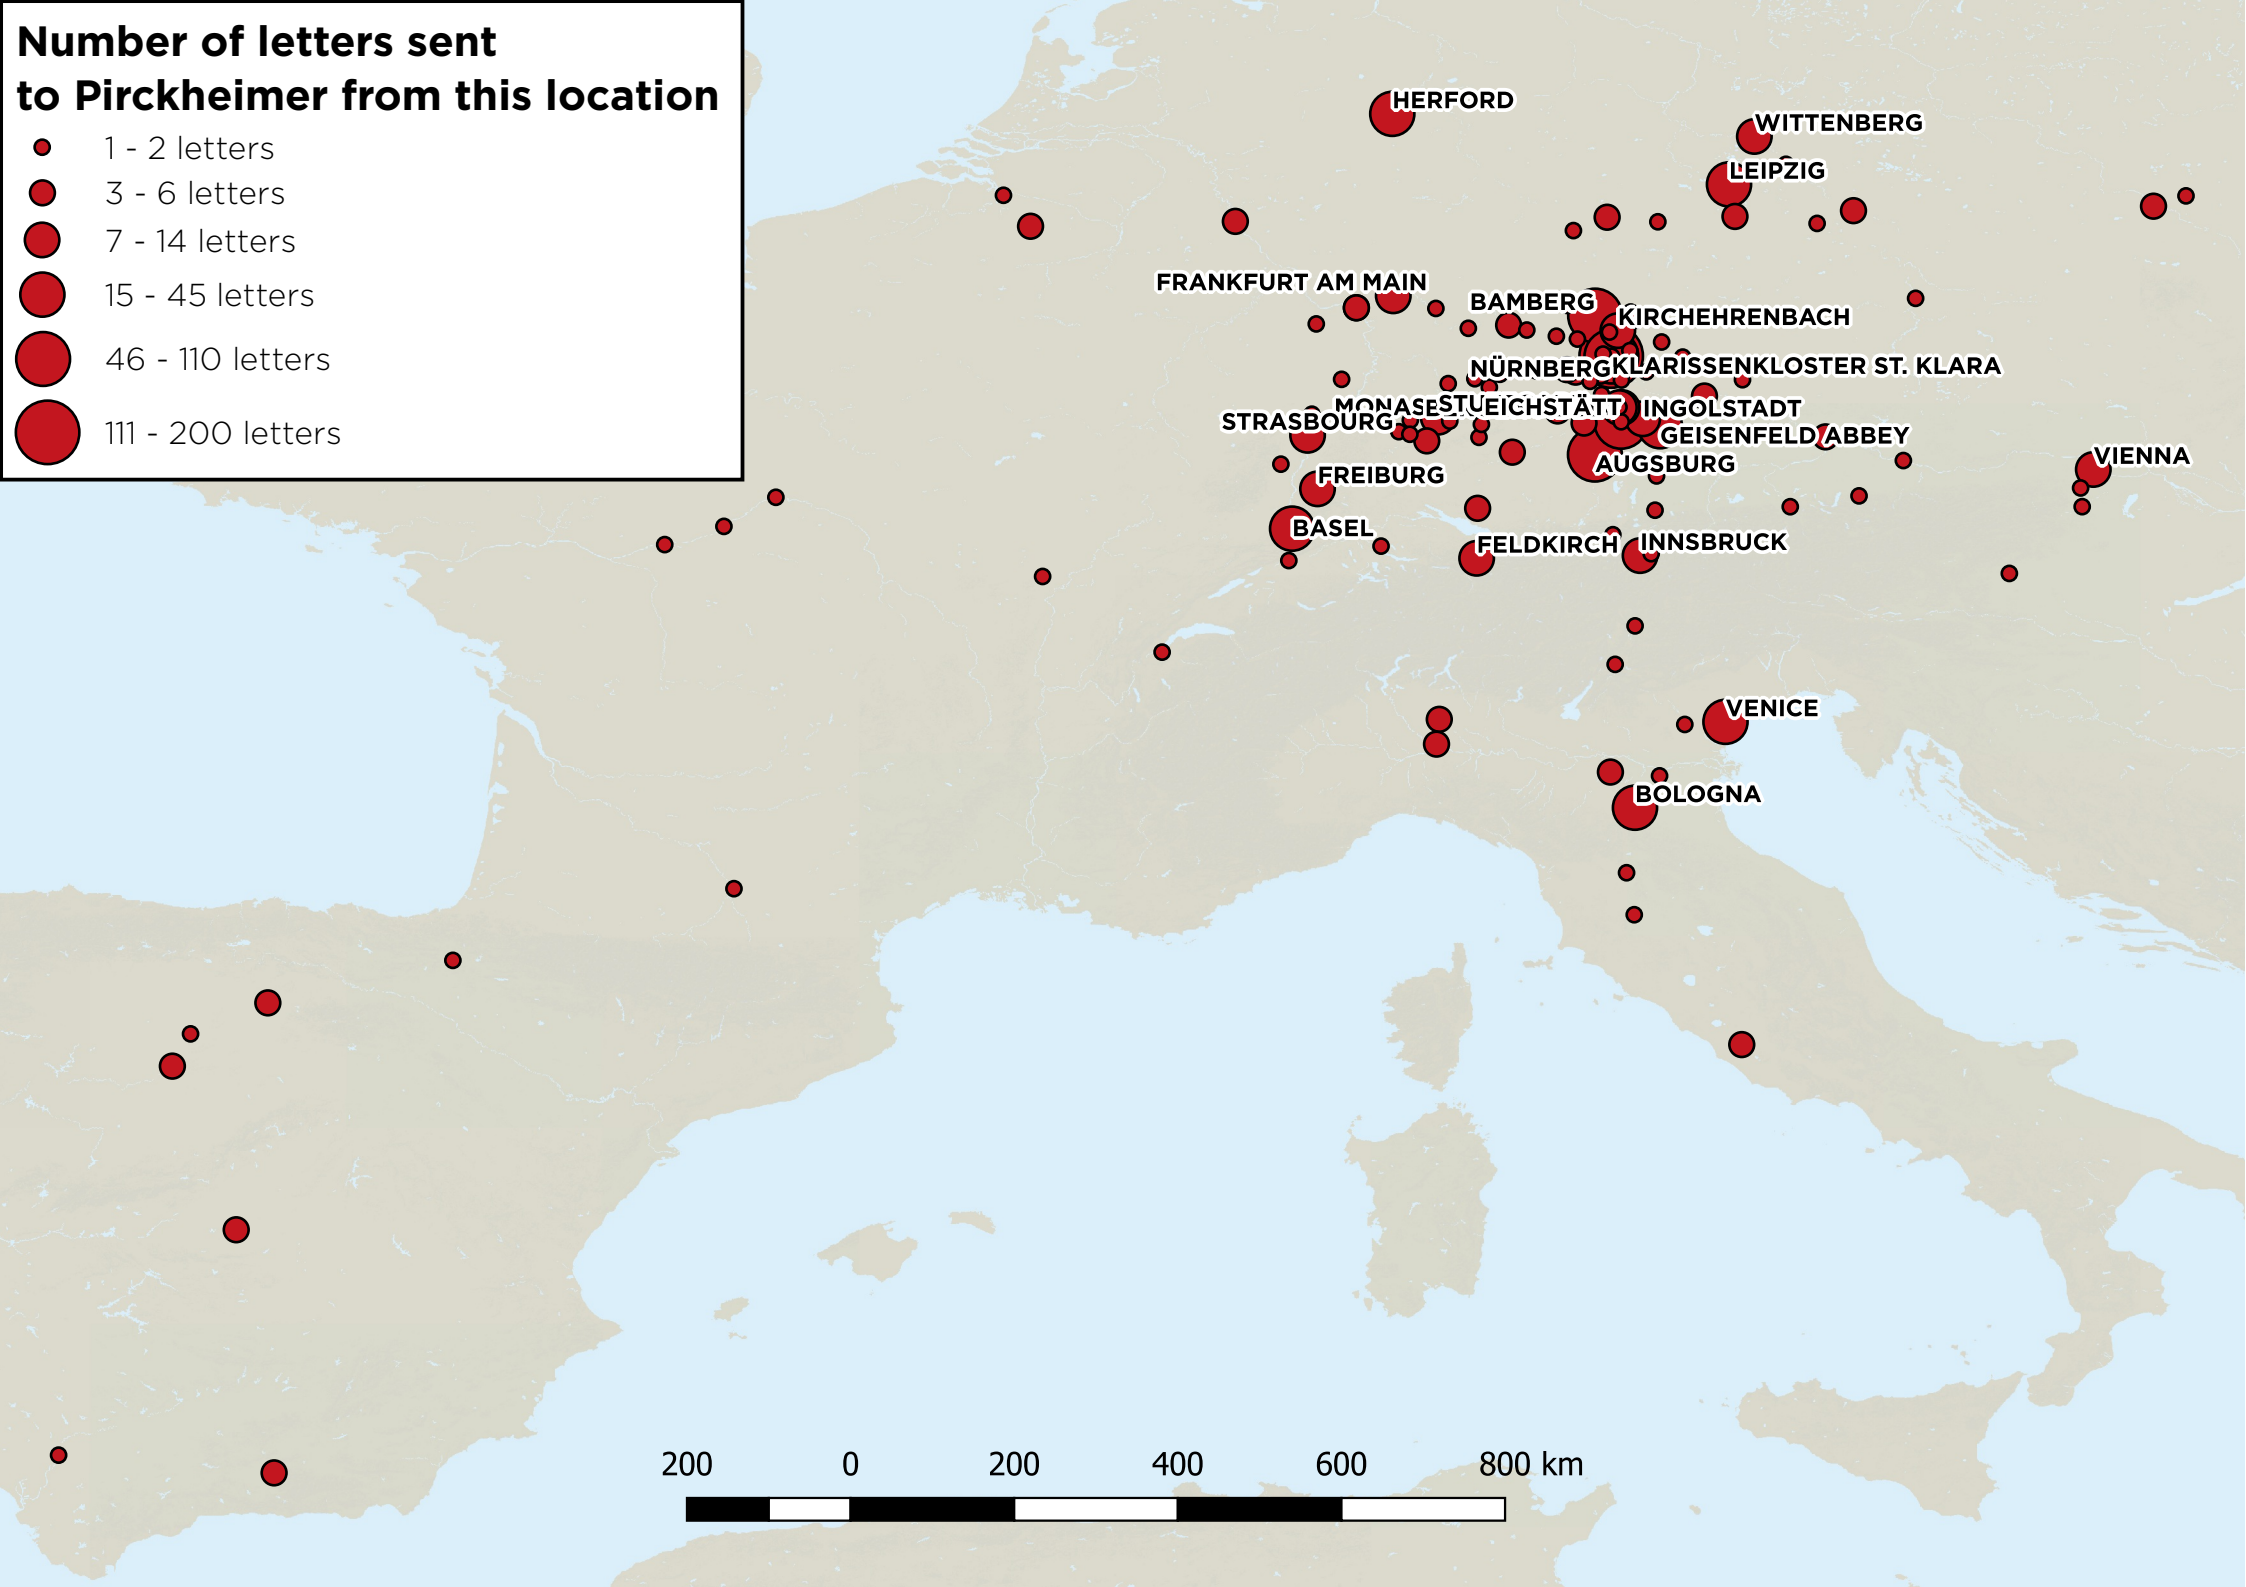 Number of letters sent
to Pirckheimer from this location
1 - 2 letters
3 - 6 letters
7 - 14 letters
15 - 45 letters
46 - 110 letters
111 - 200 letters
HERFORD
WITTENBERG
LEIPZIG
FRANKFURT AM MAIN
BAMBERG
KIRCHEHRENBACH
NÜRNBERG
KLARISSENKLOSTER ST. KLARA
EICHSTÄTT
INGOLSTADT
STRASBOURG
GEISENFELD ABBEY
VIENNA
AUGSBURG
FREIBURG
BASEL
FELDKIRCH
INNSBRUCK
VENICE
BOLOGNA
200 0 200 400 600 800 km